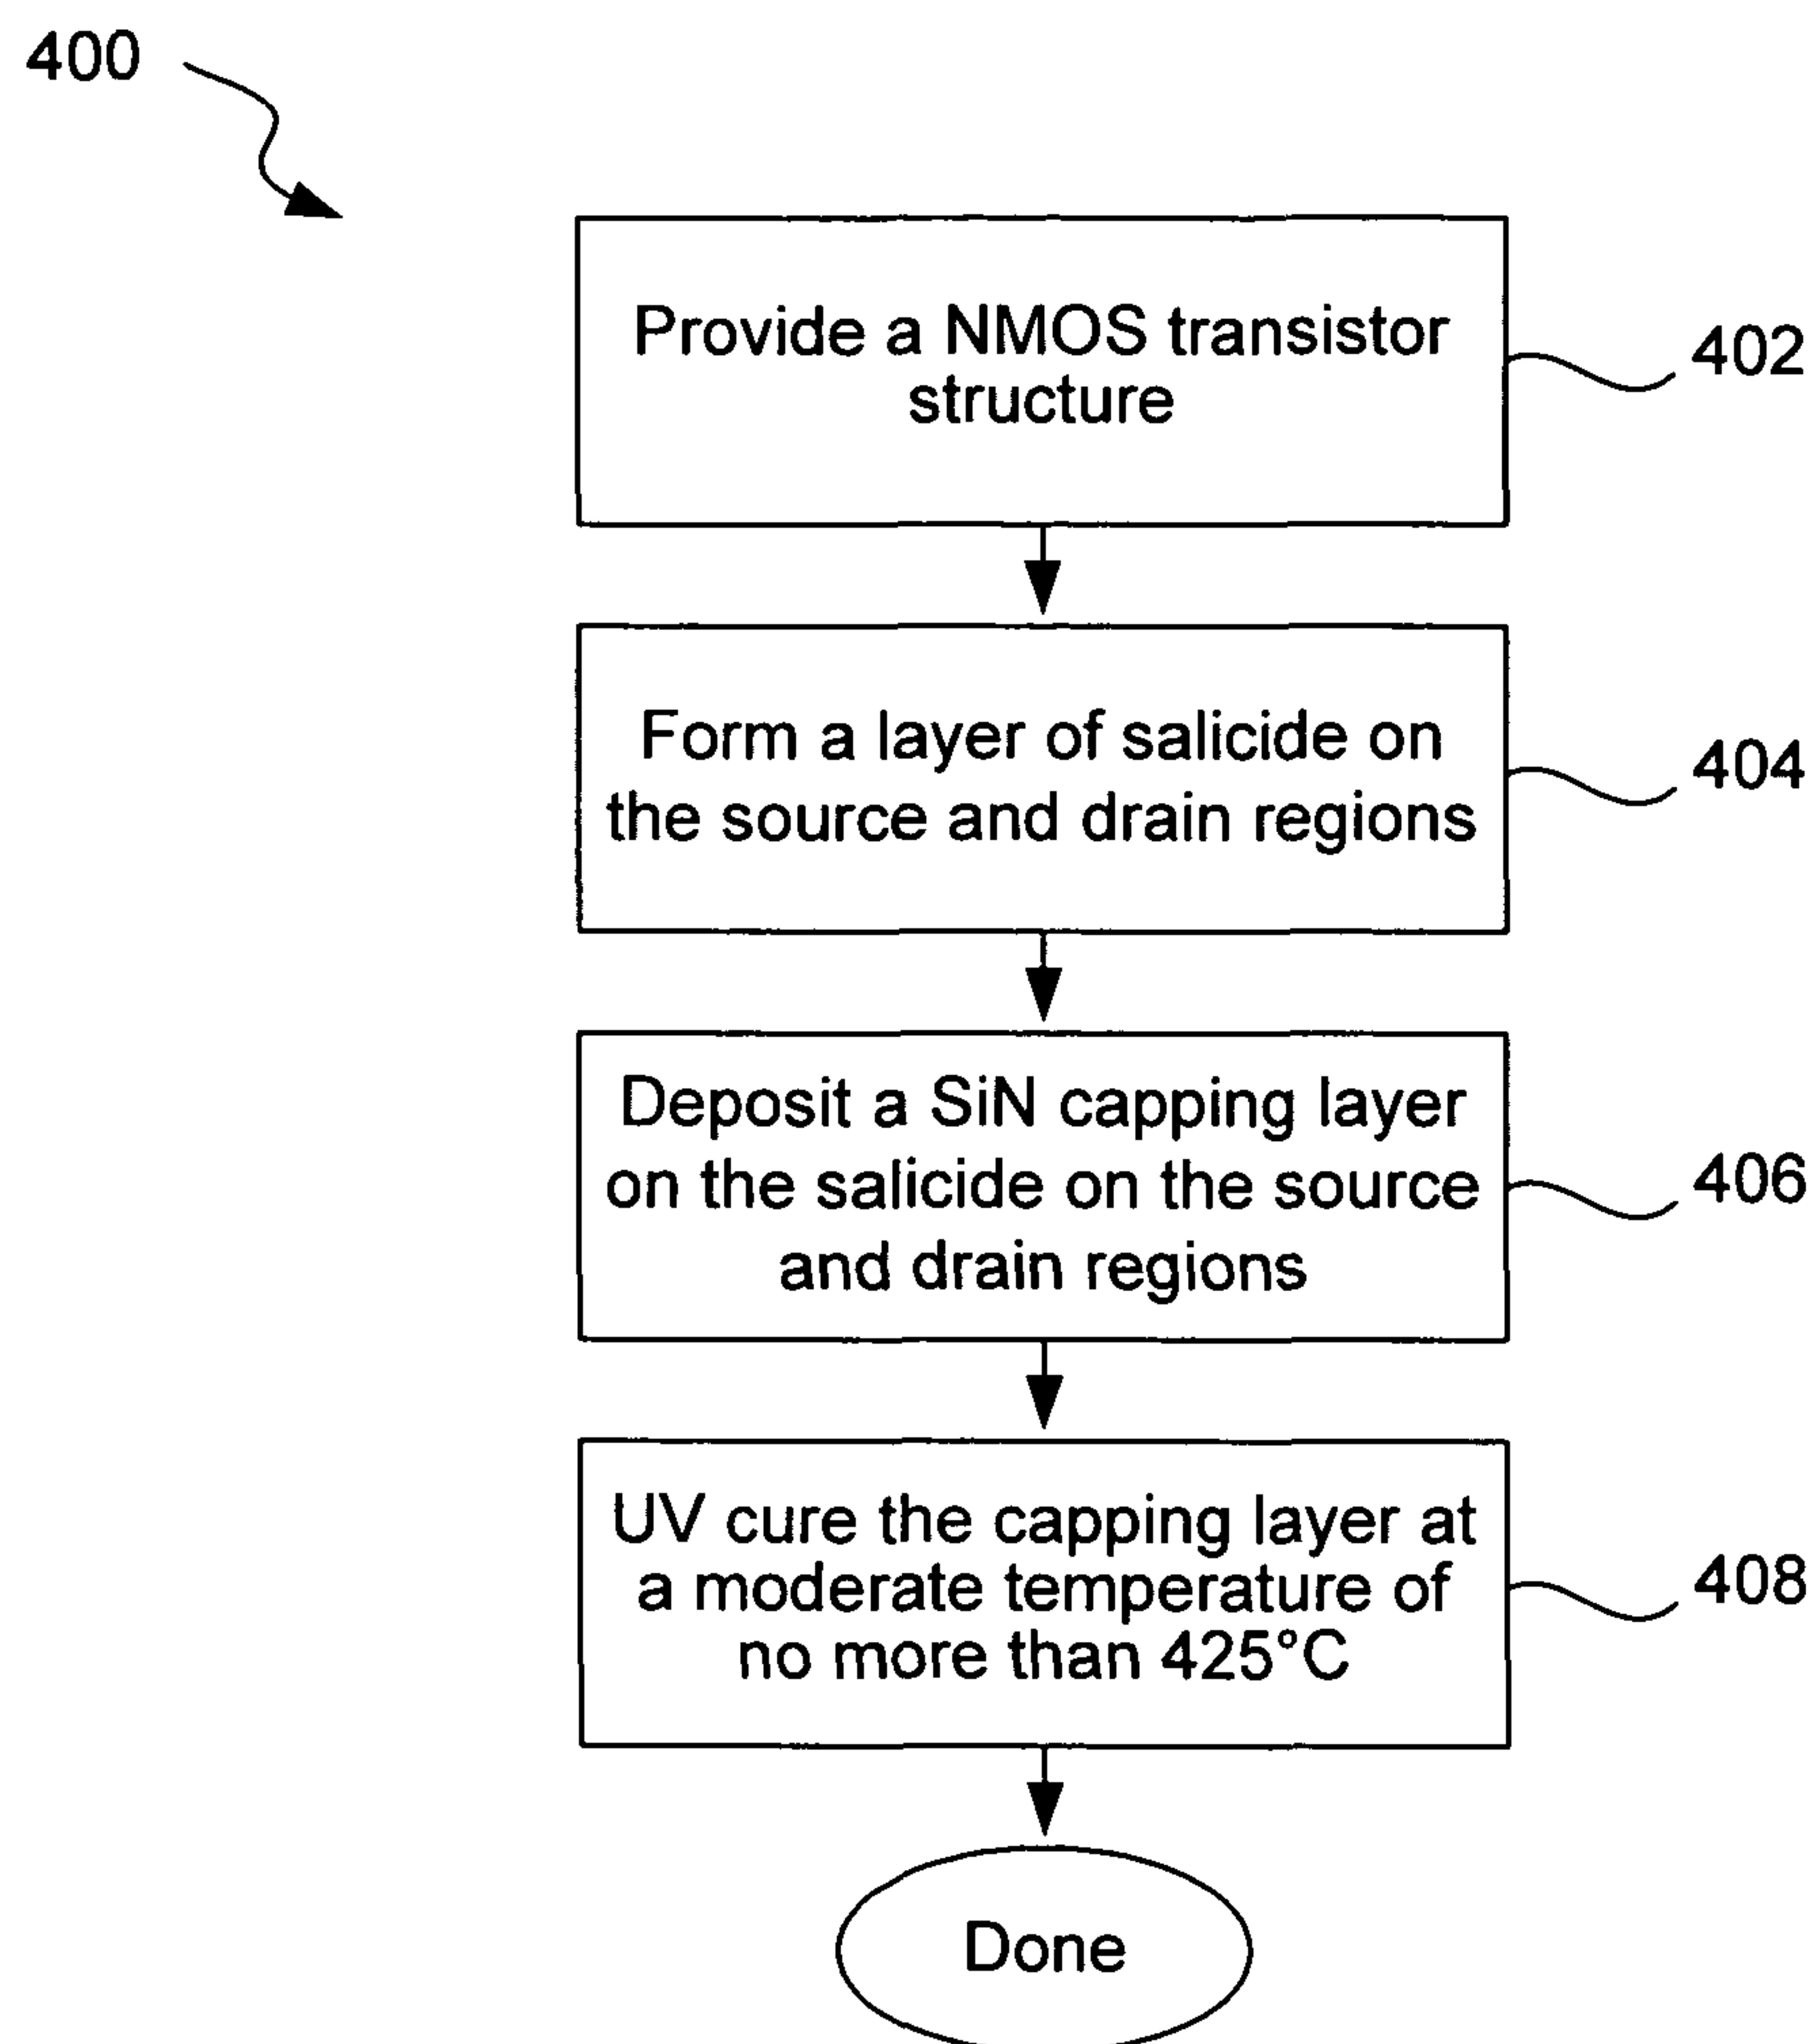 400
Provide a NMOS transistor
structure
402
Form a layer of salicide on
the source and drain regions
404
Deposit a SiN capping layer
on the salicide on the source
and drain regions
406
UV cure the capping layer at
a moderate temperature of
no more than 425°C
408
Done